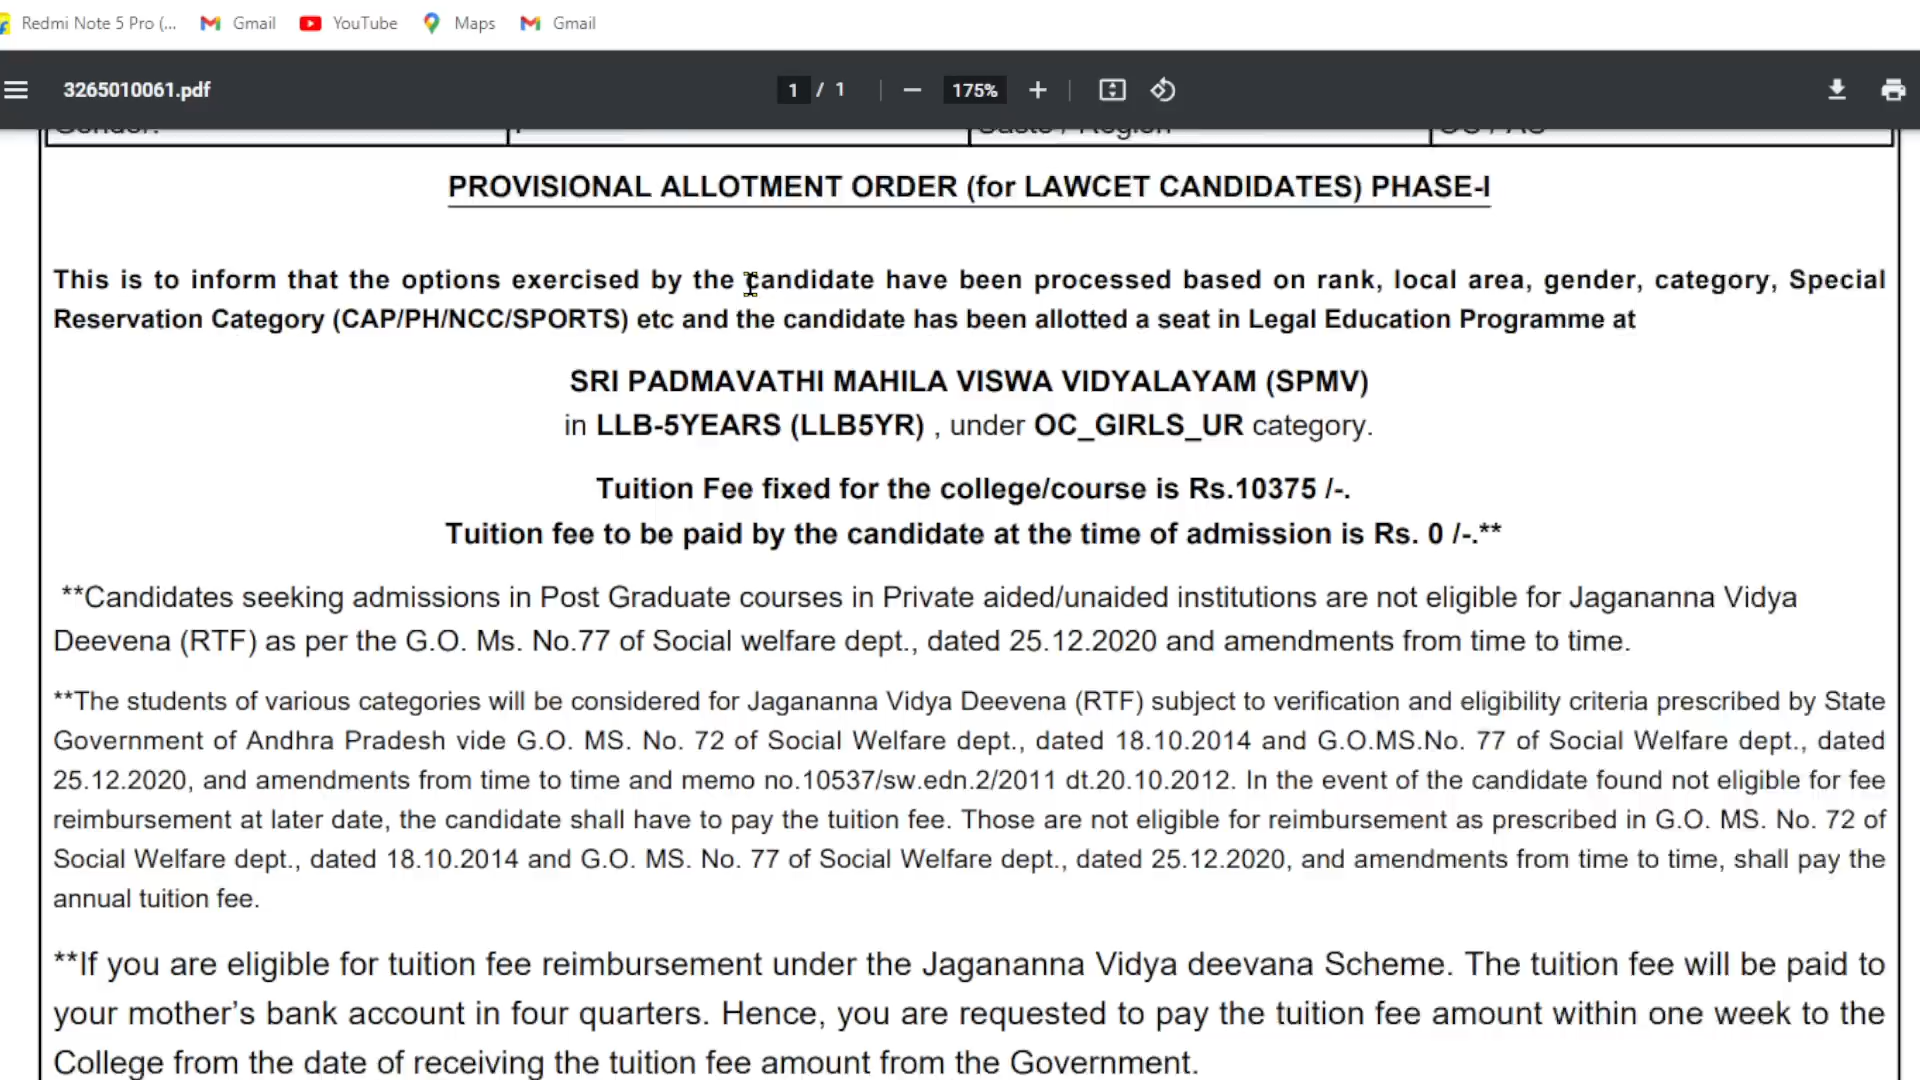 Redmi Note 5 Pro (... Gmail YouTube Maps Gmail
3265010061.pdf 1 / 1 175%
PROVISIONAL ALLOTMENT ORDER (for LAWCET CANDIDATES) PHASE-I
This is to inform that the options exercised by the candidate have been processed based on rank, local area, gender, category, Special
Reservation Category (CAP/PH/NCC/SPORTS) etc and the candidate has been allotted a seat in Legal Education Programme at
SRI PADMAVATHI MAHILA VISWA VIDYALAYAM (SPMV)
in LLB-5YEARS (LLB5YR) , under OC_GIRLS_UR category.
Tuition Fee fixed for the college/course is Rs.10375 /-.
Tuition fee to be paid by the candidate at the time of admission is Rs. 0 /-.**
**Candidates seeking admissions in Post Graduate courses in Private aided/unaided institutions are not eligible for Jagananna Vidya
Deevena (RTF) as per the G.O. Ms. No.77 of Social welfare dept., dated 25.12.2020 and amendments from time to time.
**The students of various categories will be considered for Jagananna Vidya Deevena (RTF) subject to verification and eligibility criteria prescribed by State
Government of Andhra Pradesh vide G.O. MS. No. 72 of Social Welfare dept., dated 18.10.2014 and G.O.MS.No. 77 of Social Welfare dept., dated
25.12.2020, and amendments from time to time and memo no.10537/sw.edn.2/2011 dt.20.10.2012. In the event of the candidate found not eligible for fee
reimbursement at later date, the candidate shall have to pay the tuition fee. Those are not eligible for reimbursement as prescribed in G.O. MS. No. 72 of
Social Welfare dept., dated 18.10.2014 and G.O. MS. No. 77 of Social Welfare dept., dated 25.12.2020, and amendments from time to time, shall pay the
annual tuition fee.
**If you are eligible for tuition fee reimbursement under the Jagananna Vidya deevana Scheme. The tuition fee will be paid to
your mother’s bank account in four quarters. Hence, you are requested to pay the tuition fee amount within one week to the
College from the date of receiving the tuition fee amount from the Government.